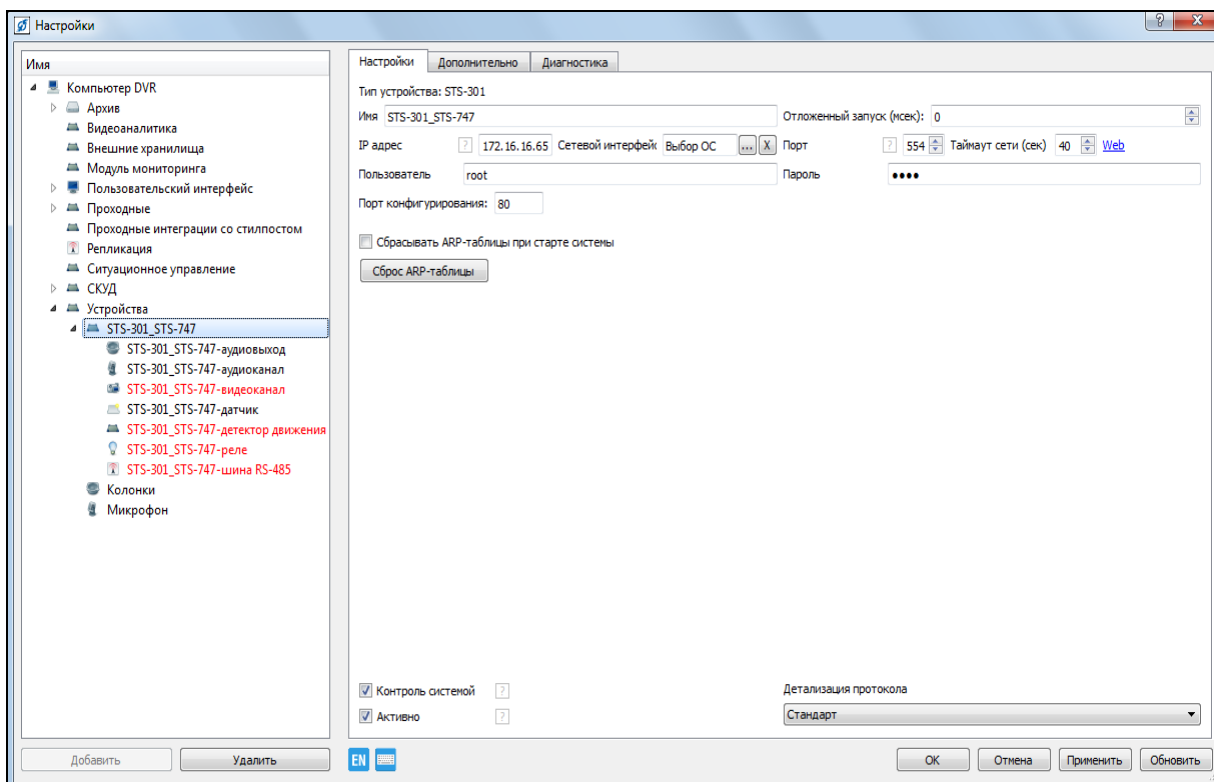 Настройки
Имя
Компьютер DVR
Архив
Видеоаналитика
Внешние хранилища
Модуль мониторинга
Пользовательский интерфейс
Проходные
Проходные интеграции со стилпостом
Репликация
Ситуационное управление
СКУД
Устройства
STS-301_STS-747
STS-301_STS-747-аудиовыход
STS-301_STS-747-аудиоканал
STS-301_STS-747-видеоканал
STS-301_STS-747-датчик
STS-301_STS-747-детектор движения
STS-301_STS-747-реле
STS-301_STS-747-шина RS-485
Колонки
Микрофон
Добавить Удалить
Настройки Дополнительно Диагностика
Тип устройства: STS-301
Имя STS-301_STS-747 Отложенный запуск (мсек): 0
IP адрес ? 172.16.16.65 Сетевой интерфейс Выбор ОС ... X Порт ? 554 Таймаут сети (сек) 40 Web
Пользователь root Пароль ●●●●
Порт конфигурирования: 80
Сбрасывать ARP-таблицы при старте системы
Сброс ARP-таблицы
Контроль системой ? Детализация протокола
Активно ? Стандарт
EN OK Отмена Применить Обновить